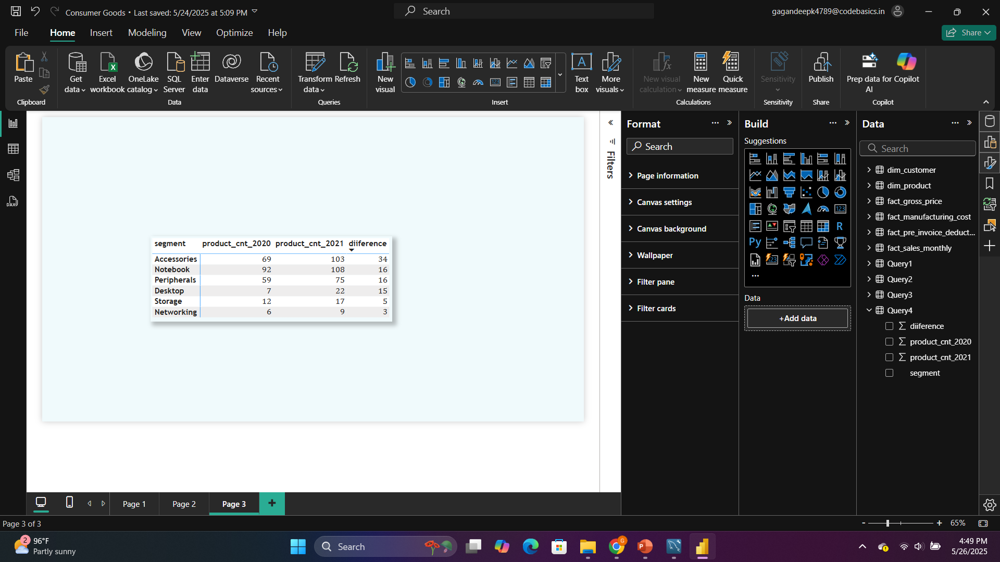 Consumer Goods • Last saved: 5/24/2025 at 5:09 PM
Search
gagandeepk4789@codebasics.in
File
Home
Insert
Modeling
View
Optimize
Help
Share
Paste
Get data
Excel workbook
OneLake catalog
SQL Server
Enter data
Dataverse
Recent sources
Transform data
Refresh
New visual
Text box
More visuals
New visual calculation
New measure
Quick measure
Sensitivity
Publish
Prep data for AI
Copilot
Clipboard
Data
Queries
Insert
Calculations
Sensitivity
Share
Copilot
DAX
segment product_cnt_2020 product_cnt_2021 diiference
Accessories 69 103 34
Notebook 92 108 16
Peripherals 59 75 16
Desktop 7 22 15
Storage 12 17 5
Networking 6 9 3
Filters
Format
Search
Page information
Canvas settings
Canvas background
Wallpaper
Filter pane
Filter cards
Build
Suggestions
123
R
Py
123
Data
+Add data
Data
Search
dim_customer
dim_product
fact_gross_price
fact_manufacturing_cost
fact_pre_invoice_deduct...
fact_sales_monthly
Query1
Query2
Query3
Query4
diiference
product_cnt_2020
product_cnt_2021
segment
Page 1
Page 2
Page 3
Page 3 of 3
65%
2
96°F
Partly sunny
Search
G
P
4:49 PM
5/26/2025